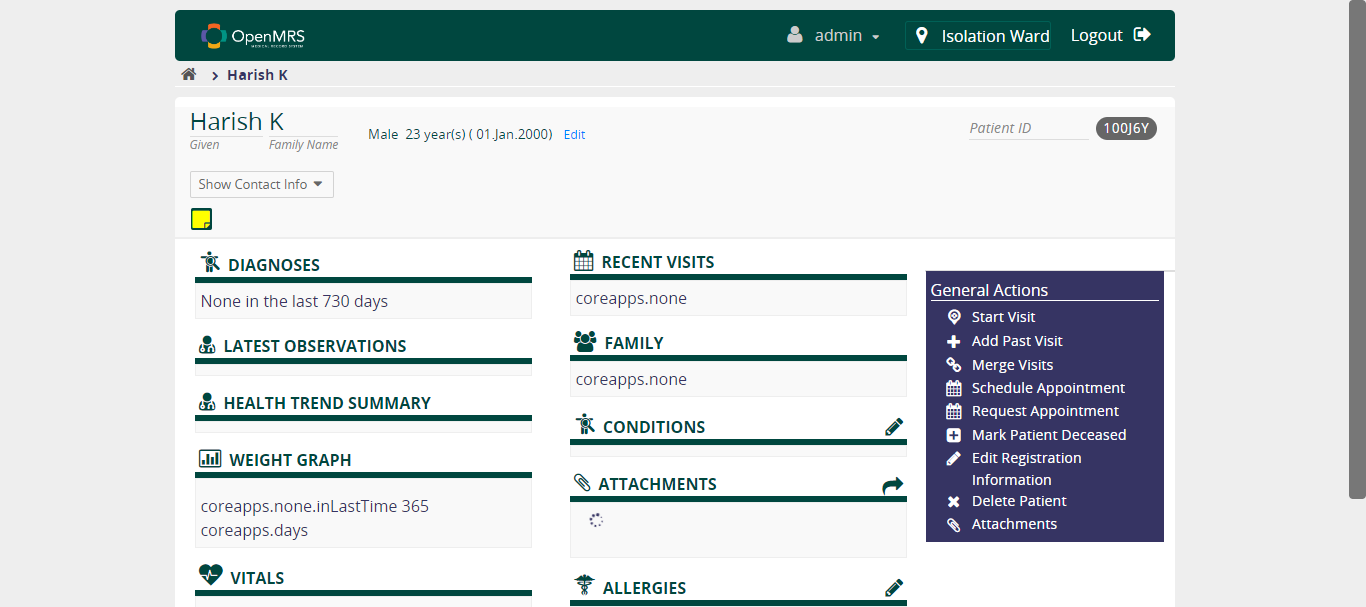 OpenMRS
MEDICAL RECORD SYSTEM
admin
Isolation Ward
Logout
Harish K
Harish K
Given
Family Name
Male 23 year(s) ( 01.Jan.2000) Edit
Patient ID
100J6Y
Show Contact Info
DIAGNOSES
None in the last 730 days
LATEST OBSERVATIONS
HEALTH TREND SUMMARY
WEIGHT GRAPH
coreapps.none.inLastTime 365
coreapps.days
VITALS
RECENT VISITS
coreapps.none
FAMILY
coreapps.none
CONDITIONS
ATTACHMENTS
ALLERGIES
General Actions
Start Visit
Add Past Visit
Merge Visits
Schedule Appointment
Request Appointment
Mark Patient Deceased
Edit Registration
Information
Delete Patient
Attachments